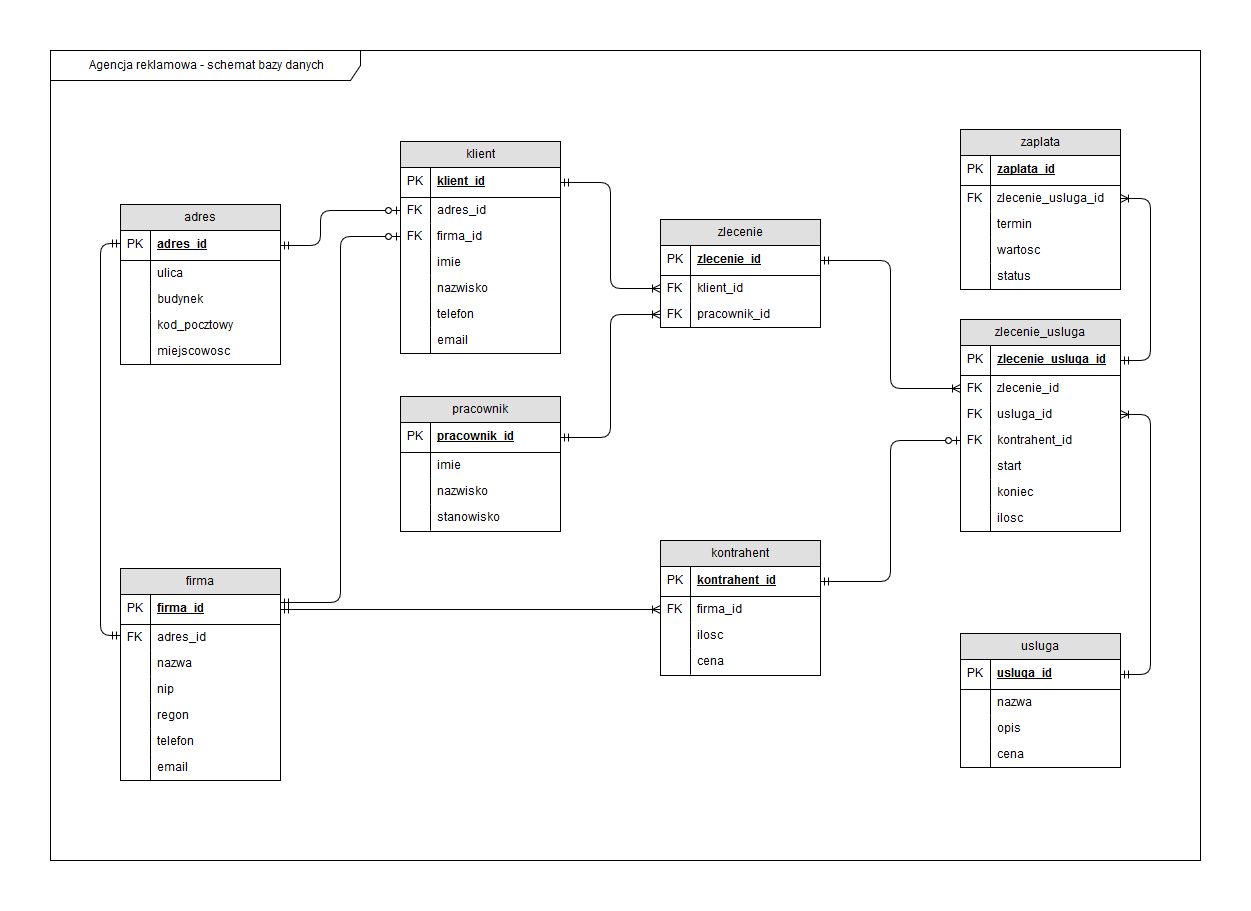 Agencja reklamowa - schemat bazy danych
adres
PK adres_id
ulica
budynek
kod_pocztowy
miejscowosc
klient
PK klient_id
FK adres_id
FK firma_id
imie
nazwisko
telefon
email
pracownik
PK pracownik_id
imie
nazwisko
stanowisko
firma
PK firma_id
FK adres_id
nazwa
nip
regon
telefon
email
zlecenie
PK zlecenie_id
FK klient_id
FK pracownik_id
kontrahent
PK kontrahent_id
FK firma_id
ilosc
cena
zaplata
PK zaplata_id
FK zlecenie_usluga_id
termin
wartosc
status
zlecenie_usluga
PK zlecenie_usluga_id
FK zlecenie_id
FK usluga_id
FK kontrahent_id
start
koniec
ilosc
usluga
PK usluga_id
nazwa
opis
cena